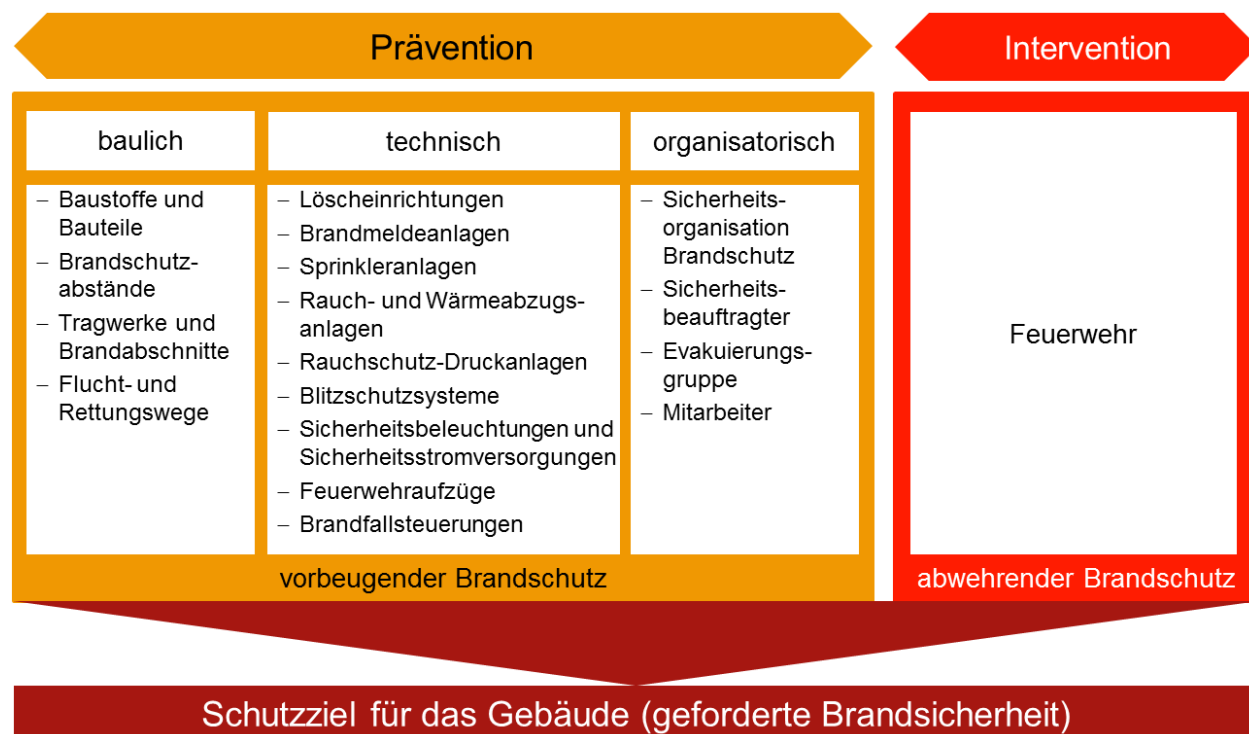 Prävention
Intervention
baulich
technisch
organisatorisch
– Baustoffe und
Bauteile
– Brandschutz-
abstände
– Tragwerke und
Brandabschnitte
– Flucht- und
Rettungswege
– Löscheinrichtungen
– Brandmeldeanlagen
– Sprinkleranlagen
– Rauch- und Wärmeabzugs-
anlagen
– Rauchschutz-Druckanlagen
– Blitzschutzsysteme
– Sicherheitsbeleuchtungen und
Sicherheitsstromversorgungen
– Feuerwehraufzüge
– Brandfallsteuerungen
– Sicherheits-
organisation
Brandschutz
– Sicherheits-
beauftragter
– Evakuierungs-
gruppe
– Mitarbeiter
Feuerwehr
vorbeugender Brandschutz
abwehrender Brandschutz
Schutzziel für das Gebäude (geforderte Brandsicherheit)